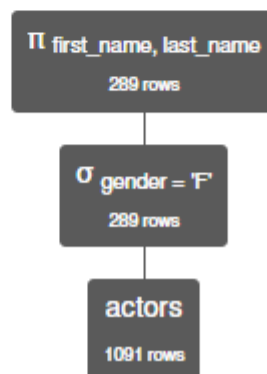 π first_name, last_name
289 rows
σ gender = 'F'
289 rows
actors
1091 rows